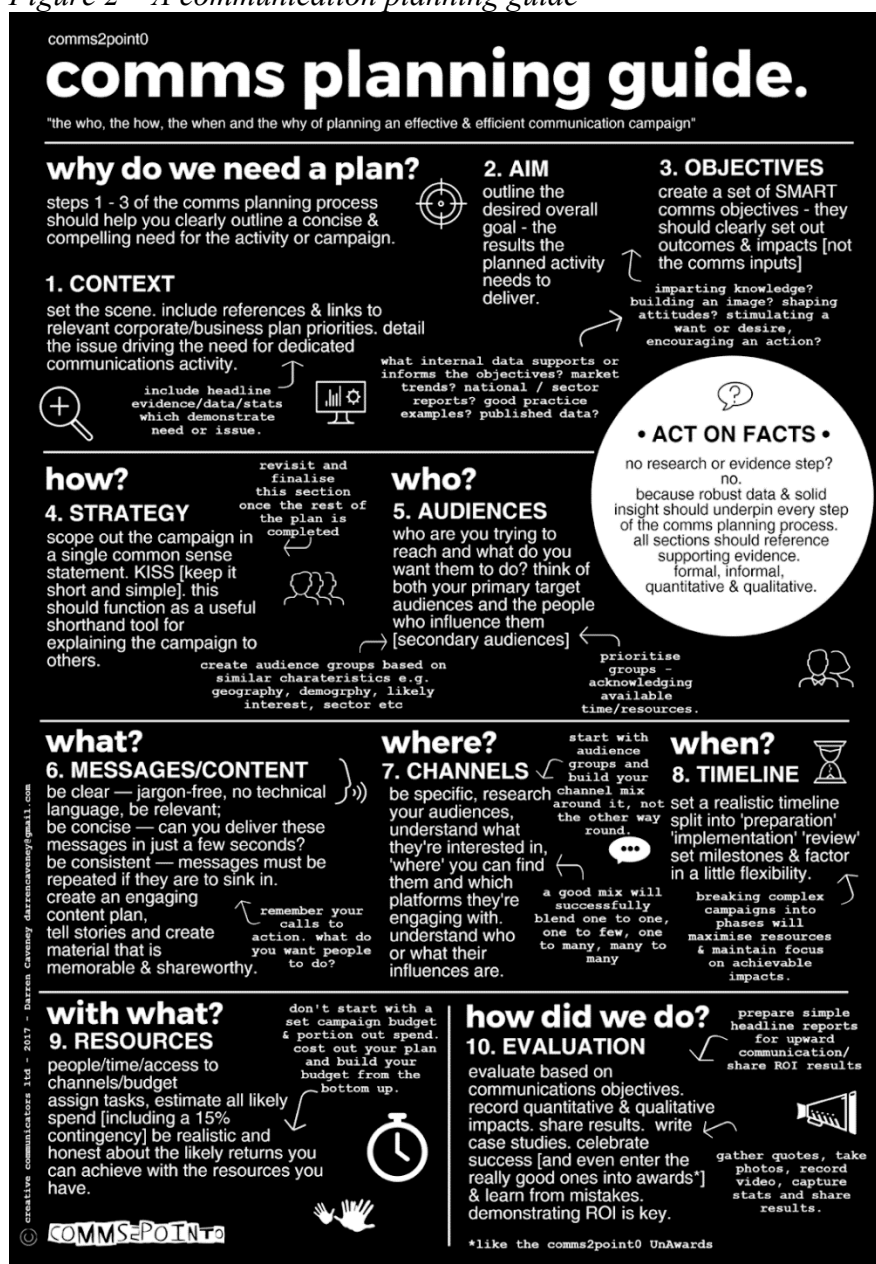 Figure 2 – A communication planning guide
comms2point0
comms planning guide.
"the who, the how, the when and the why of planning an effective & efficient communication campaign"
why do we need a plan?
steps 1 - 3 of the comms planning process
should help you clearly outline a concise &
compelling need for the activity or campaign.
1. CONTEXT
set the scene. include references & links to
relevant corporate/business plan priorities. detail
the issue driving the need for dedicated
communications activity.
include headline
evidence/data/stats
which demonstrate
need or issue.
2. AIM
outline the
desired overall
goal - the
results the
planned activity
needs to
deliver.
what internal data supports or
informs the objectives? market
trends? national / sector
reports? good practice
examples? published data?
3. OBJECTIVES
create a set of SMART
comms objectives - they
should clearly set out
outcomes & impacts [not
the comms inputs]
imparting knowledge?
building an image? shaping
attitudes? stimulating a
want or desire,
encouraging an action?
• ACT ON FACTS •
no research or evidence step?
no.
because robust data & solid
insight should underpin every step
of the comms planning process.
all sections should reference
supporting evidence.
formal, informal,
quantitative & qualitative.
how?
4. STRATEGY
scope out the campaign in
a single common sense
statement. KISS [keep it
short and simple]. this
should function as a useful
shorthand tool for
explaining the campaign to
others.
revisit and
finalise
this section
once the rest of
the plan is
completed
who?
5. AUDIENCES
who are you trying to
reach and what do you
want them to do? think of
both your primary target
audiences and the people
who influence them
[secondary audiences]
create audience groups based on
similar charateristics e.g.
geography, demogrphy, likely
interest, sector etc
prioritise
groups -
acknowledging
available
time/resources.
what?
6. MESSAGES/CONTENT
be clear — jargon-free, no technical
language, be relevant;
be concise — can you deliver these
messages in just a few seconds?
be consistent — messages must be
repeated if they are to sink in.
create an engaging
content plan,
tell stories and create
material that is
memorable & shareworthy.
remember your
calls to
action. what do
you want people
to do?
where?
7. CHANNELS
be specific, research
your audiences,
understand what
they're interested in,
'where' you can find
them and which
platforms they're
engaging with.
understand who
or what their
influences are.
start with
audience
groups and
build your
channel mix
around it, not
the other way
round.
a good mix will
successfully
blend one to one,
one to few, one
to many, many to
many
when?
8. TIMELINE
set a realistic timeline
split into 'preparation'
'implementation' 'review'
set milestones & factor
in a little flexibility.
breaking complex
campaigns into
phases will
maximise resources
& maintain focus
on achievable
impacts.
with what?
9. RESOURCES
people/time/access to
channels/budget
assign tasks, estimate all likely
spend [including a 15%
contingency] be realistic and
honest about the likely returns you
can achieve with the resources you
have.
don't start with a
set campaign budget
& portion out spend.
cost out your plan
and build your
budget from the
bottom up.
COMMS2POINT0
how did we do?
10. EVALUATION
evaluate based on
communications objectives.
record quantitative & qualitative
impacts. share results. write
case studies. celebrate
success [and even enter the
really good ones into awards*]
& learn from mistakes.
demonstrating ROI is key.
prepare simple
headline reports
for upward
communication/
share ROI results
gather quotes, take
photos, record
video, capture
stats and share
results.
*like the comms2point0 UnAwards
© creative communicators ltd - 2017 - Darren Caveney darrencaveney@gmail.com